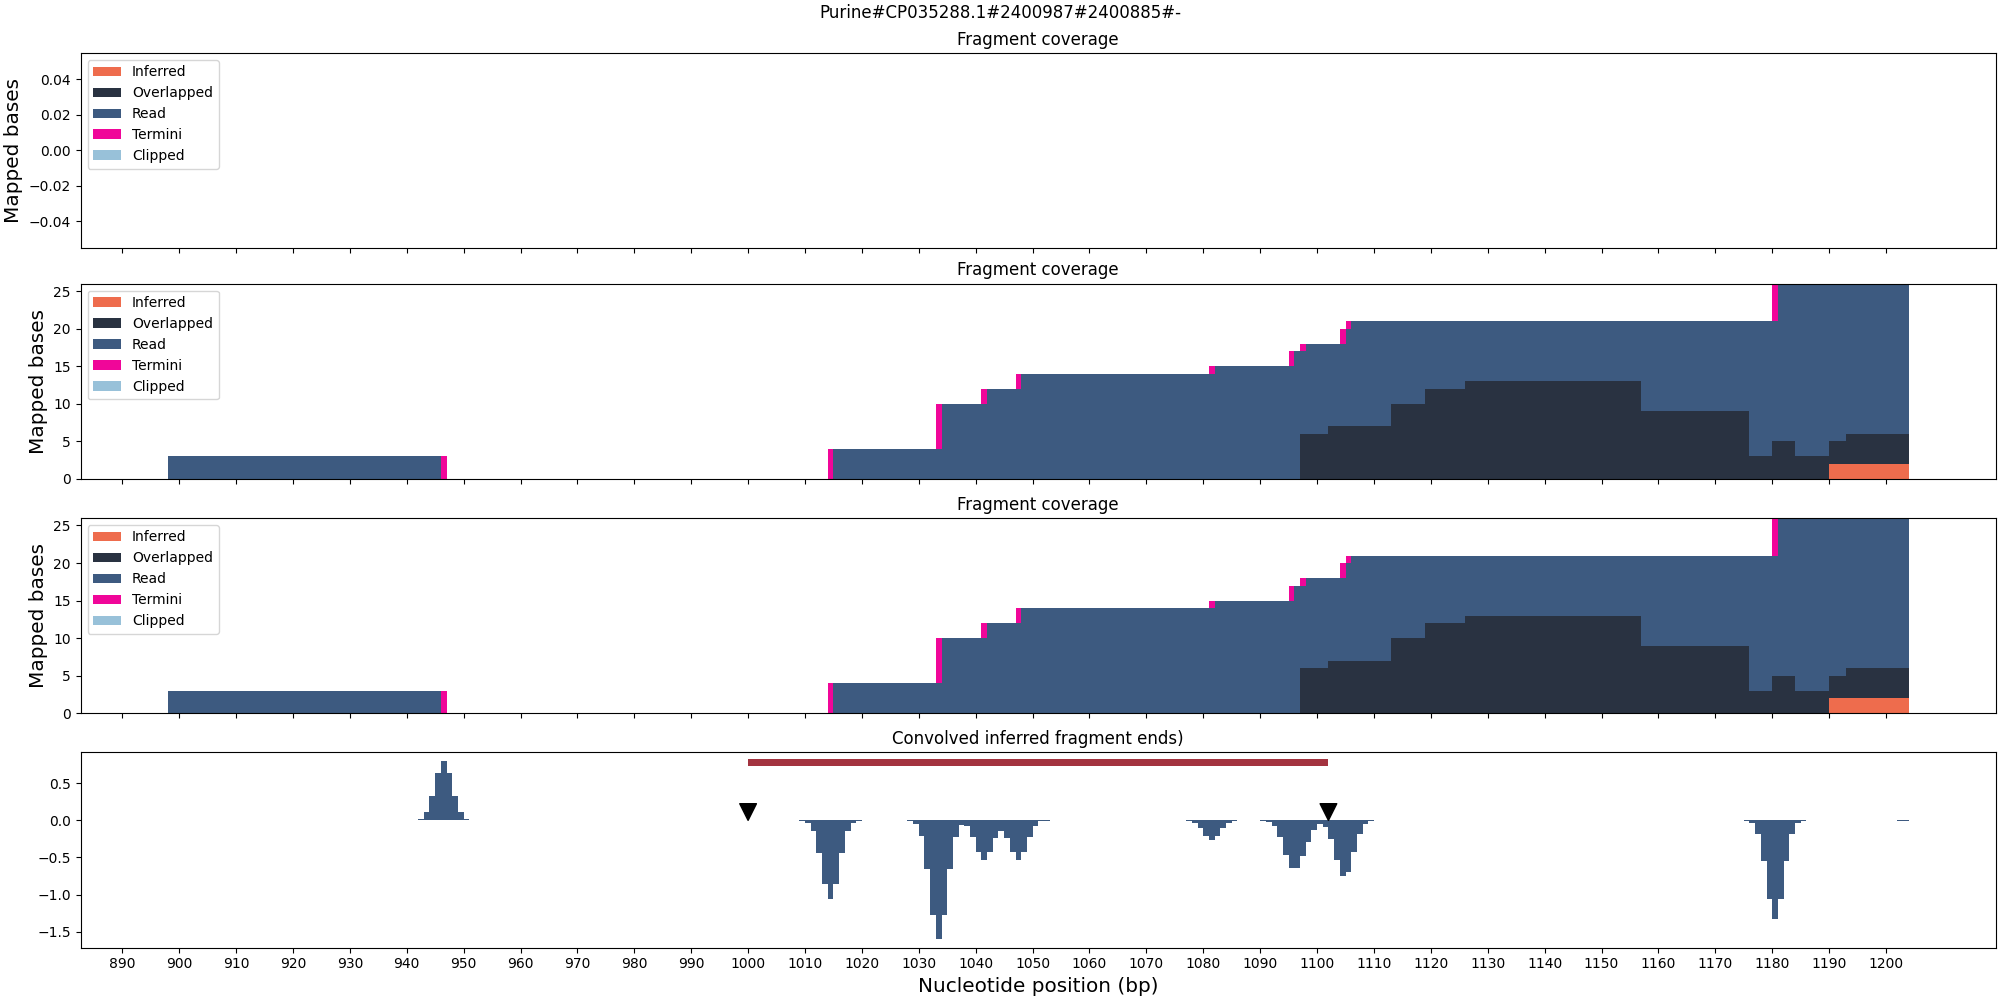 Purine#CP035288.1#2400987#2400885#-
Fragment coverage
Mapped bases
0.04
0.02
0.00
−0.02
−0.04
Inferred
Overlapped
Read
Termini
Clipped
Fragment coverage
Mapped bases
25
20
15
10
5
0
Inferred
Overlapped
Read
Termini
Clipped
Fragment coverage
Mapped bases
25
20
15
10
5
0
Inferred
Overlapped
Read
Termini
Clipped
Convolved inferred fragment ends)
0.5
0.0
−0.5
−1.0
−1.5
890 900 910 920 930 940 950 960 970 980 990 1000 1010 1020 1030 1040 1050 1060 1070 1080 1090 1100 1110 1120 1130 1140 1150 1160 1170 1180 1190 1200
Nucleotide position (bp)